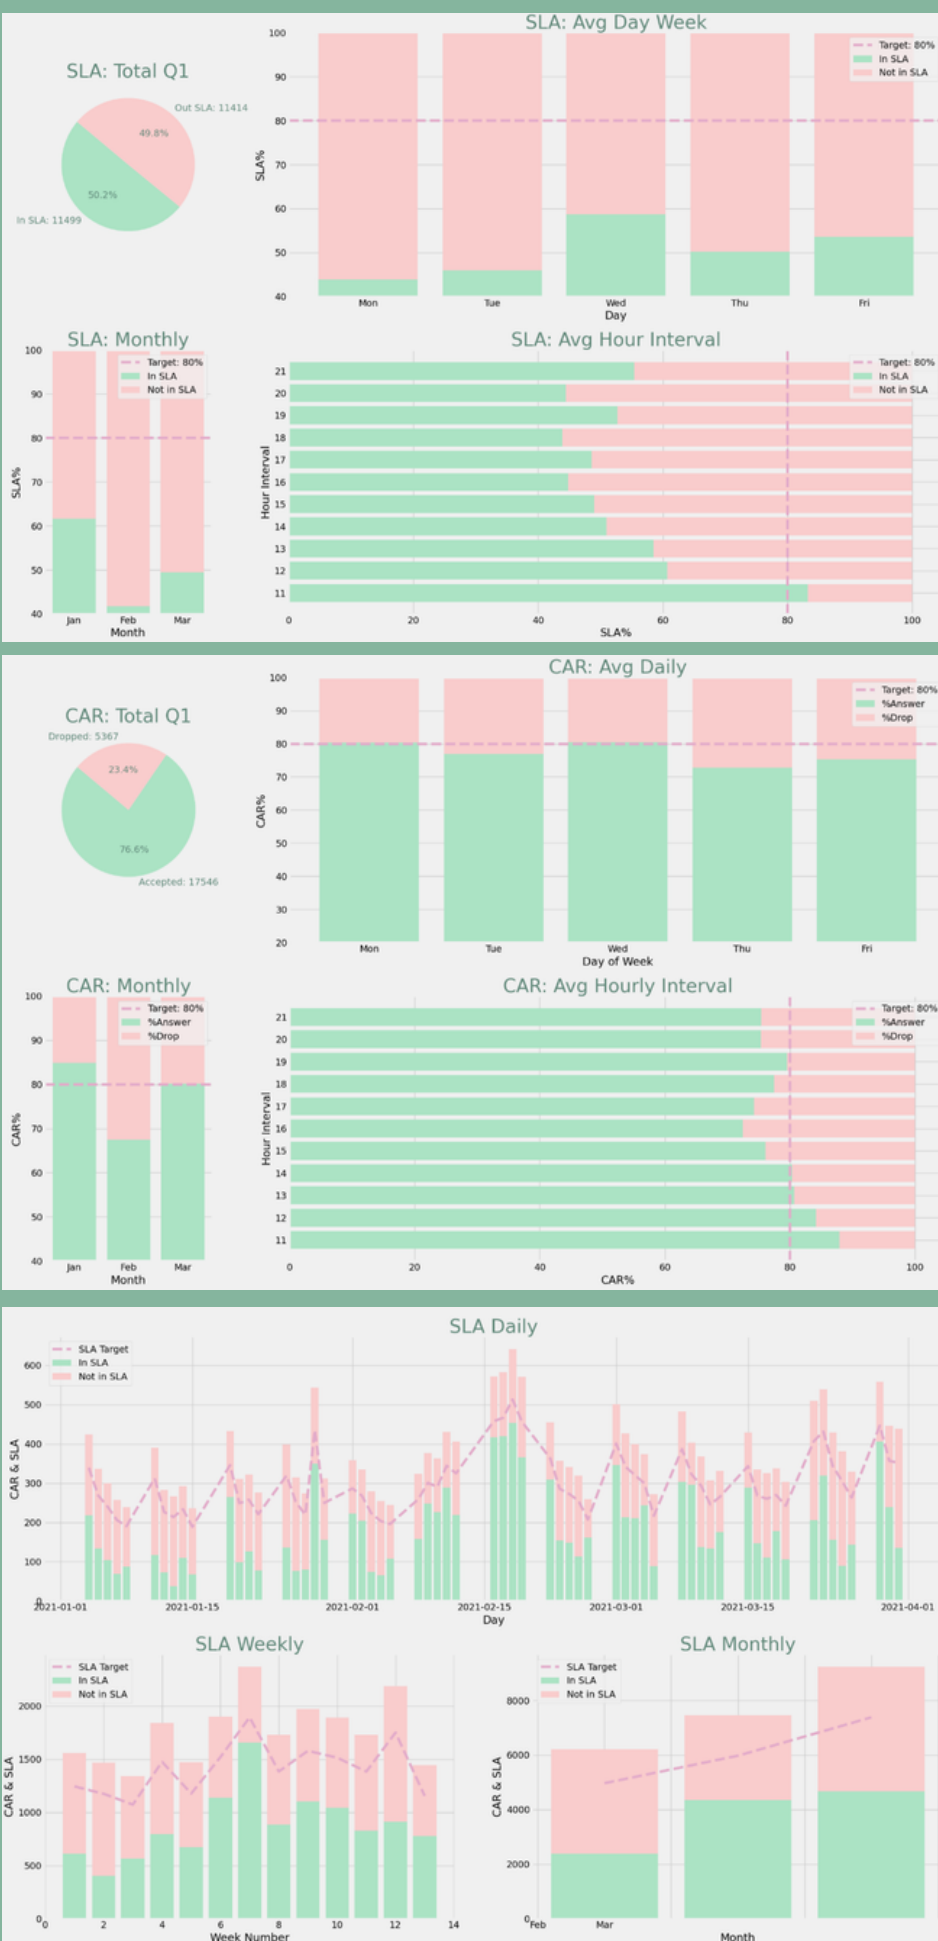 SLA: Total Q1
Out SLA: 11414
49.8%
50.2%
In SLA: 11499
SLA: Avg Day Week
Target: 80%
In SLA
Not in SLA
SLA%
100
90
80
70
60
50
40
Mon Tue Wed Thu Fri
Day
SLA: Monthly
Target: 80%
In SLA
Not in SLA
SLA%
100
90
80
70
60
50
40
Jan Feb Mar
Month
SLA: Avg Hour Interval
Target: 80%
In SLA
Not in SLA
Hour Interval
21
20
19
18
17
16
15
14
13
12
11
0 20 40 60 80 100
SLA%
CAR: Total Q1
Dropped: 5367
23.4%
76.6%
Accepted: 17546
CAR: Avg Daily
Target: 80%
%Answer
%Drop
CAR%
100
90
80
70
60
50
40
30
20
Mon Tue Wed Thu Fri
Day of Week
CAR: Monthly
Target: 80%
%Answer
%Drop
CAR%
100
90
80
70
60
50
40
Jan Feb Mar
Month
CAR: Avg Hourly Interval
Target: 80%
%Answer
%Drop
Hour Interval
21
20
19
18
17
16
15
14
13
12
11
0 20 40 60 80 100
CAR%
SLA Daily
SLA Target
In SLA
Not in SLA
CAR & SLA
600
500
400
300
200
100
0
2021-01-01 2021-01-15 2021-02-01 2021-02-15 2021-03-01 2021-03-15 2021-04-01
Day
SLA Weekly
SLA Target
In SLA
Not in SLA
CAR & SLA
2000
1500
1000
500
0
0 2 4 6 8 10 12 14
Week Number
SLA Monthly
SLA Target
In SLA
Not in SLA
CAR & SLA
8000
6000
4000
2000
0
Feb Mar
Month